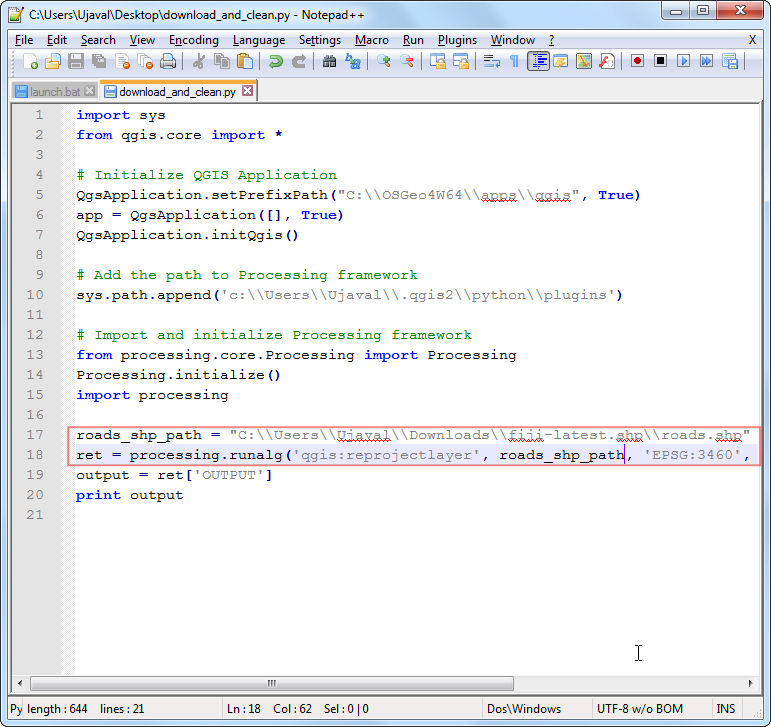 C:\Users\Ujaval\Desktop\download_and_clean.py - Notepad++
File Edit Search View Encoding Language Settings Macro Run Plugins Window ? X
launch.bat download_and_clean.py
1 import sys
2 from qgis.core import *
3
4 # Initialize QGIS Application
5 QgsApplication.setPrefixPath("C:\\OSGeo4W64\\apps\\qgis", True)
6 app = QgsApplication([], True)
7 QgsApplication.initQgis()
8
9 # Add the path to Processing framework
10 sys.path.append('c:\\Users\\Ujaval\\.qgis2\\python\\plugins')
11
12 # Import and initialize Processing framework
13 from processing.core.Processing import Processing
14 Processing.initialize()
15 import processing
16
17 roads_shp_path = "C:\\Users\\Ujaval\\Downloads\\fiji-latest.shp\\roads.shp"
18 ret = processing.runalg('qgis:reprojectlayer', roads_shp_path, 'EPSG:3460',
19 output = ret['OUTPUT']
20 print output
21
Py length : 644 lines : 21 Ln : 18 Col : 62 Sel : 0 | 0 Dos\Windows UTF-8 w/o BOM INS